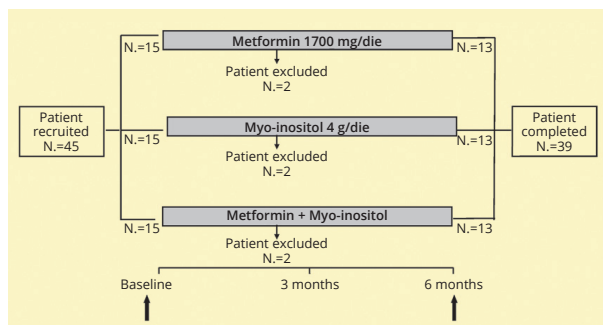 Metformin 1700 mg/die
N.=15
N.=13
Patient excluded
N.=2
Patient
recruited
N.=45
Myo-inositol 4 g/die
N.=15
N.=13
Patient excluded
N.=2
Patient
completed
N.=39
Metformin + Myo-inositol
N.=15
N.=13
Patient excluded
N.=2
Baseline
3 months
6 months